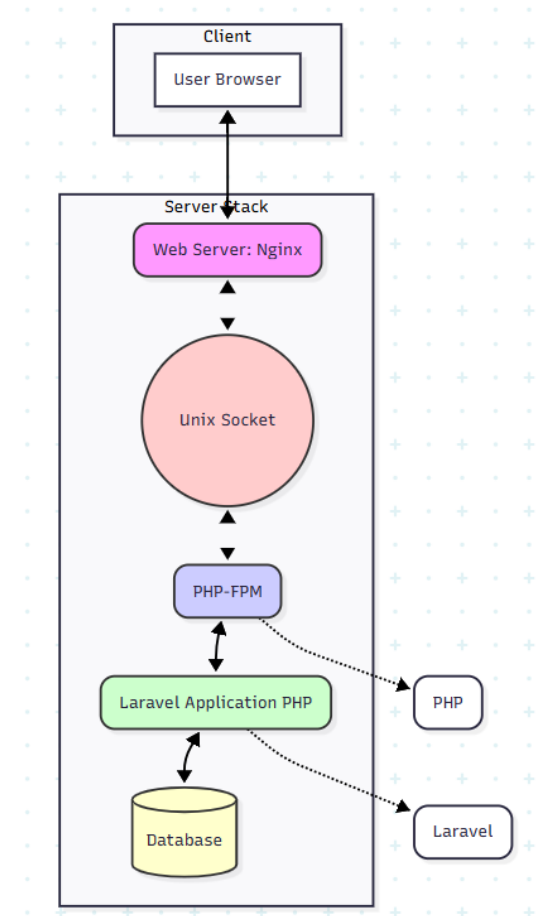 Client
User Browser
Server Stack
Web Server: Nginx
Unix Socket
PHP-FPM
Laravel Application PHP
PHP
Database
Laravel